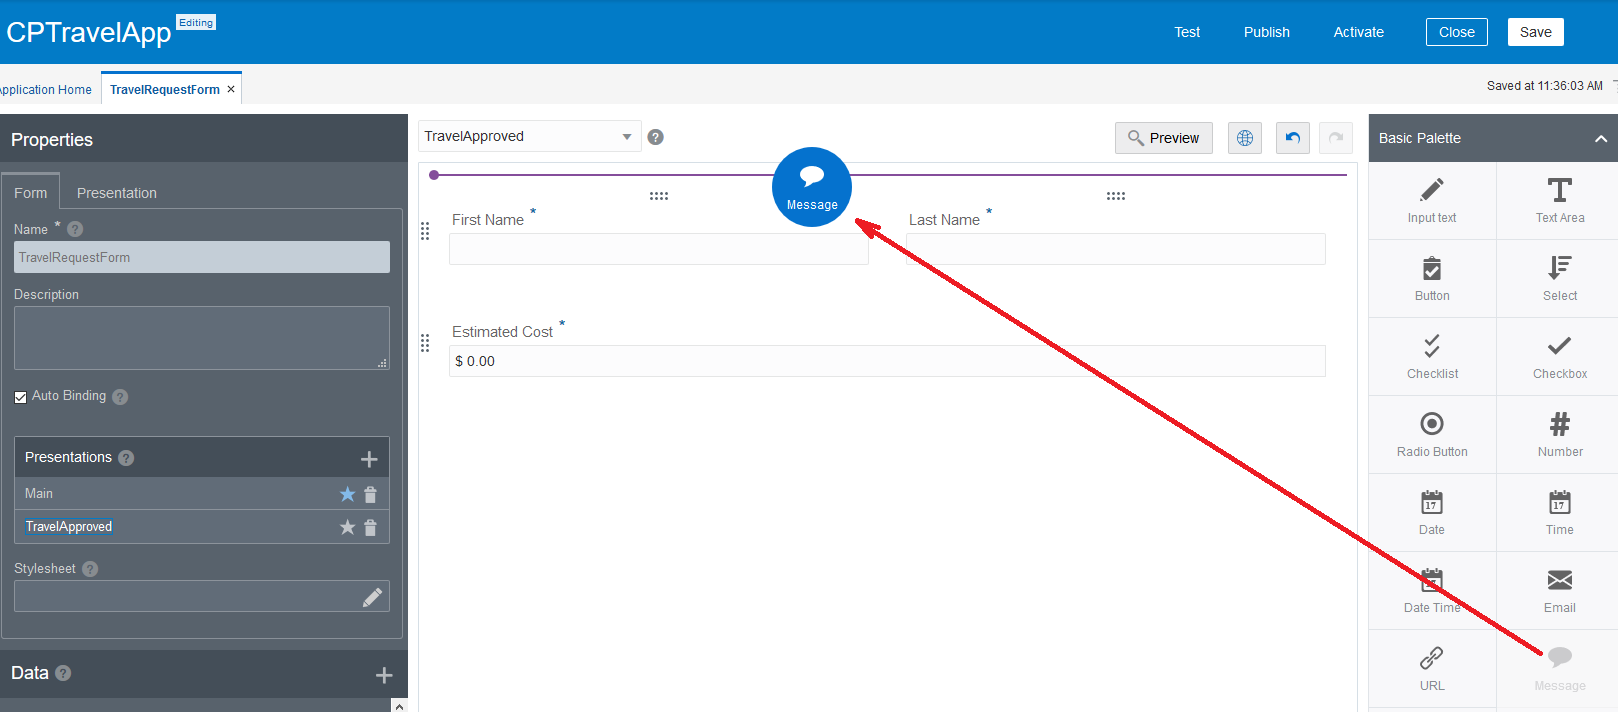 CPTravelApp Editing
Test Publish Activate Close Save
Application Home TravelRequestForm ×
Saved at 11:36:03 AM
Properties
Form Presentation
Name * ?
TravelRequestForm
Description
Auto Binding ?
Presentations ? +
Main
TravelApproved
Stylesheet ?
Data ? +
TravelApproved ?
Preview
Message
First Name *
Last Name *
Estimated Cost *
$ 0.00
Basic Palette
Input text Text Area
Button Select
Checklist Checkbox
Radio Button Number
17 17
Date Time
Date Time Email
URL Message